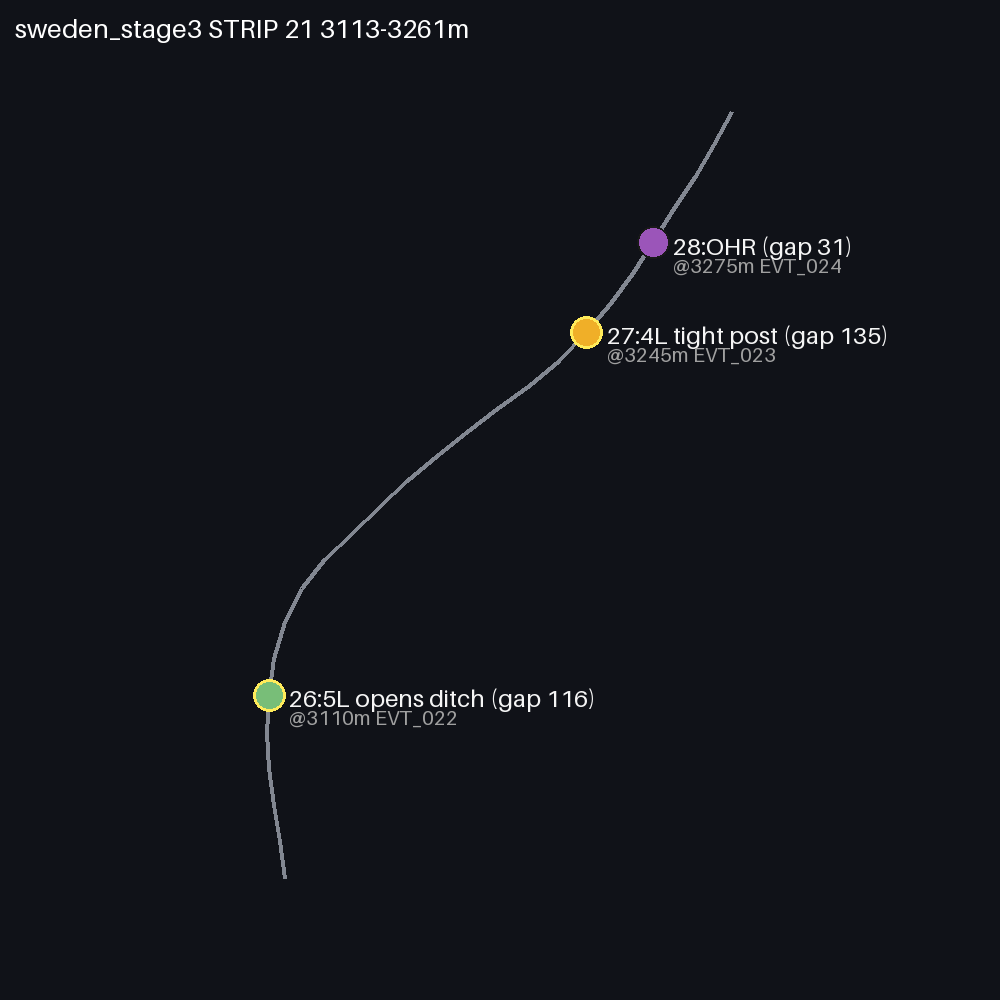 sweden_stage3 STRIP 21 3113-3261m
28:OHR (gap 31)
@3275m EVT_024
27:4L tight post (gap 135)
@3245m EVT_023
26:5L opens ditch (gap 116)
@3110m EVT_022